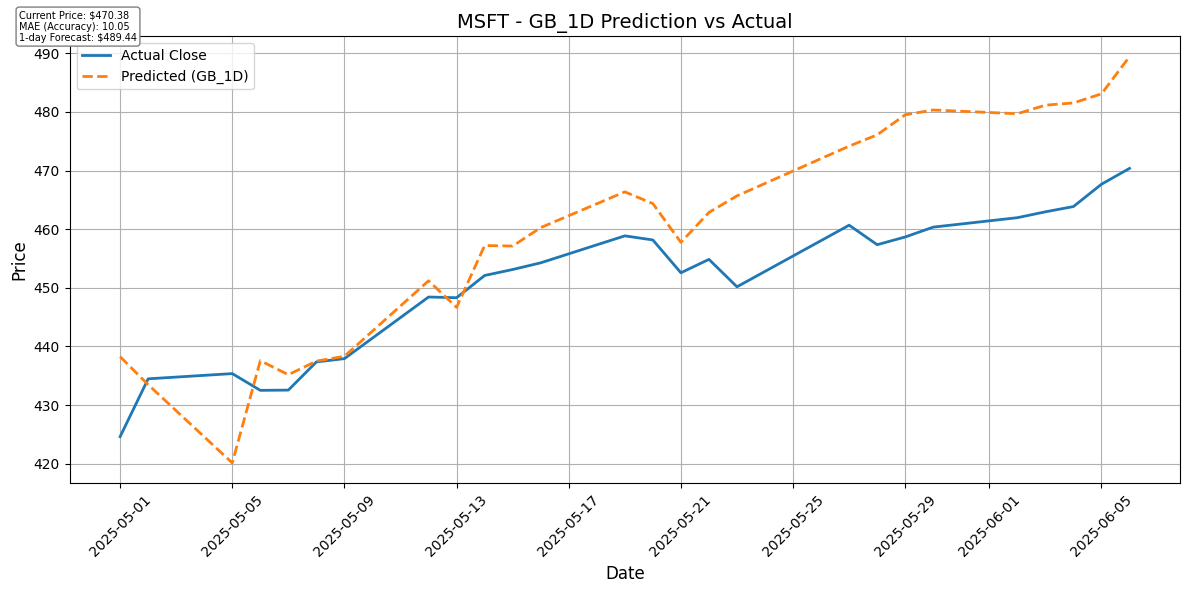 MSFT - GB_1D Prediction vs Actual
Current Price: $470.38
MAE (Accuracy): 10.05
1-day Forecast: $489.44
Actual Close
Predicted (GB_1D)
Price
490
480
470
460
450
440
430
420
2025-05-01
2025-05-05
2025-05-09
2025-05-13
2025-05-17
2025-05-21
2025-05-25
2025-05-29
2025-06-01
2025-06-05
Date